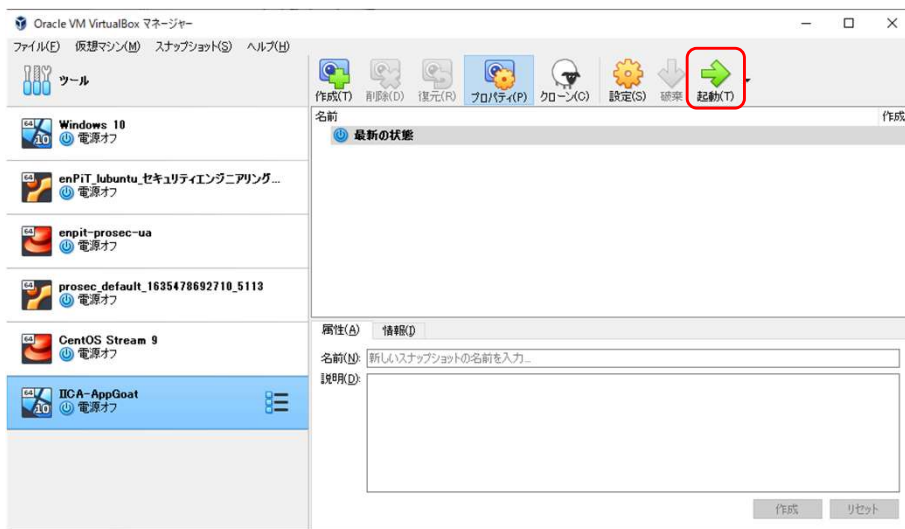 Oracle VM VirtualBox マネージャー
ファイル(F) 仮想マシン(M) スナップショット(S) ヘルプ(H)
ツール
作成(T) 削除(D) 復元(R) プロパティ(P) クローン(C) 設定(S) 破棄 起動(T)
名前 作成
最新の状態
64 10 Windows 10
電源オフ
64 enPiT_lubuntu_セキュリティエンジニアリング...
電源オフ
64 enpit-prosec-ua
電源オフ
64 prosec_default_1635478692710_5113
電源オフ
64 CentOS Stream 9
電源オフ
64 10 IICA-AppGoat
電源オフ
属性(A) 情報(I)
名前(N): 新しいスナップショットの名前を入力...
説明(D):
作成 リセット